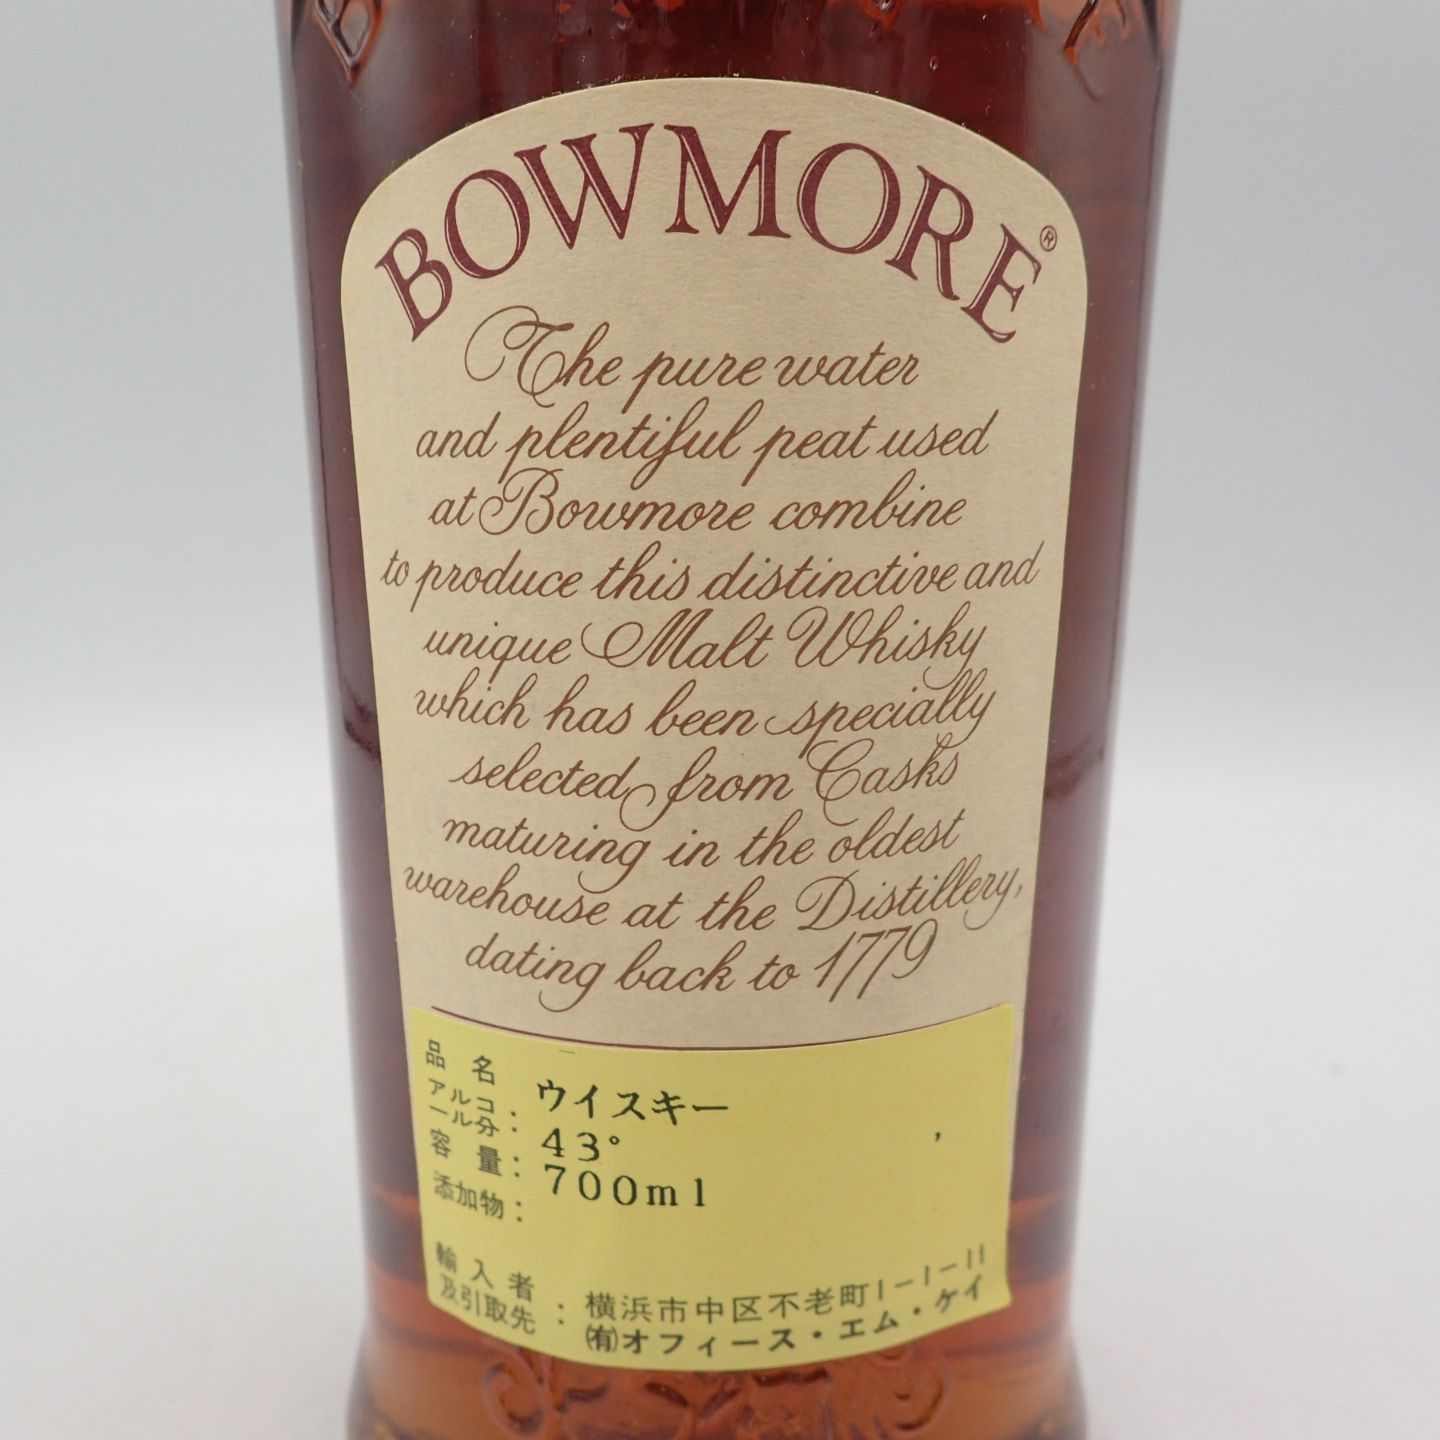 BOWMORE®
The pure water
and plentiful peat used
at Bowmore combine
to produce this distinctive and
unique Malt Whisky
which has been specially
selected from Casks
maturing in the oldest
warehouse at the Distillery,
dating back to 1779
品名 ウイスキー
アルコール分: 43°
容量: 700ml
添加物:
輸入者及引取先: 横浜市中区不老町1-1-11
㈲オフィース・エム・ケイ